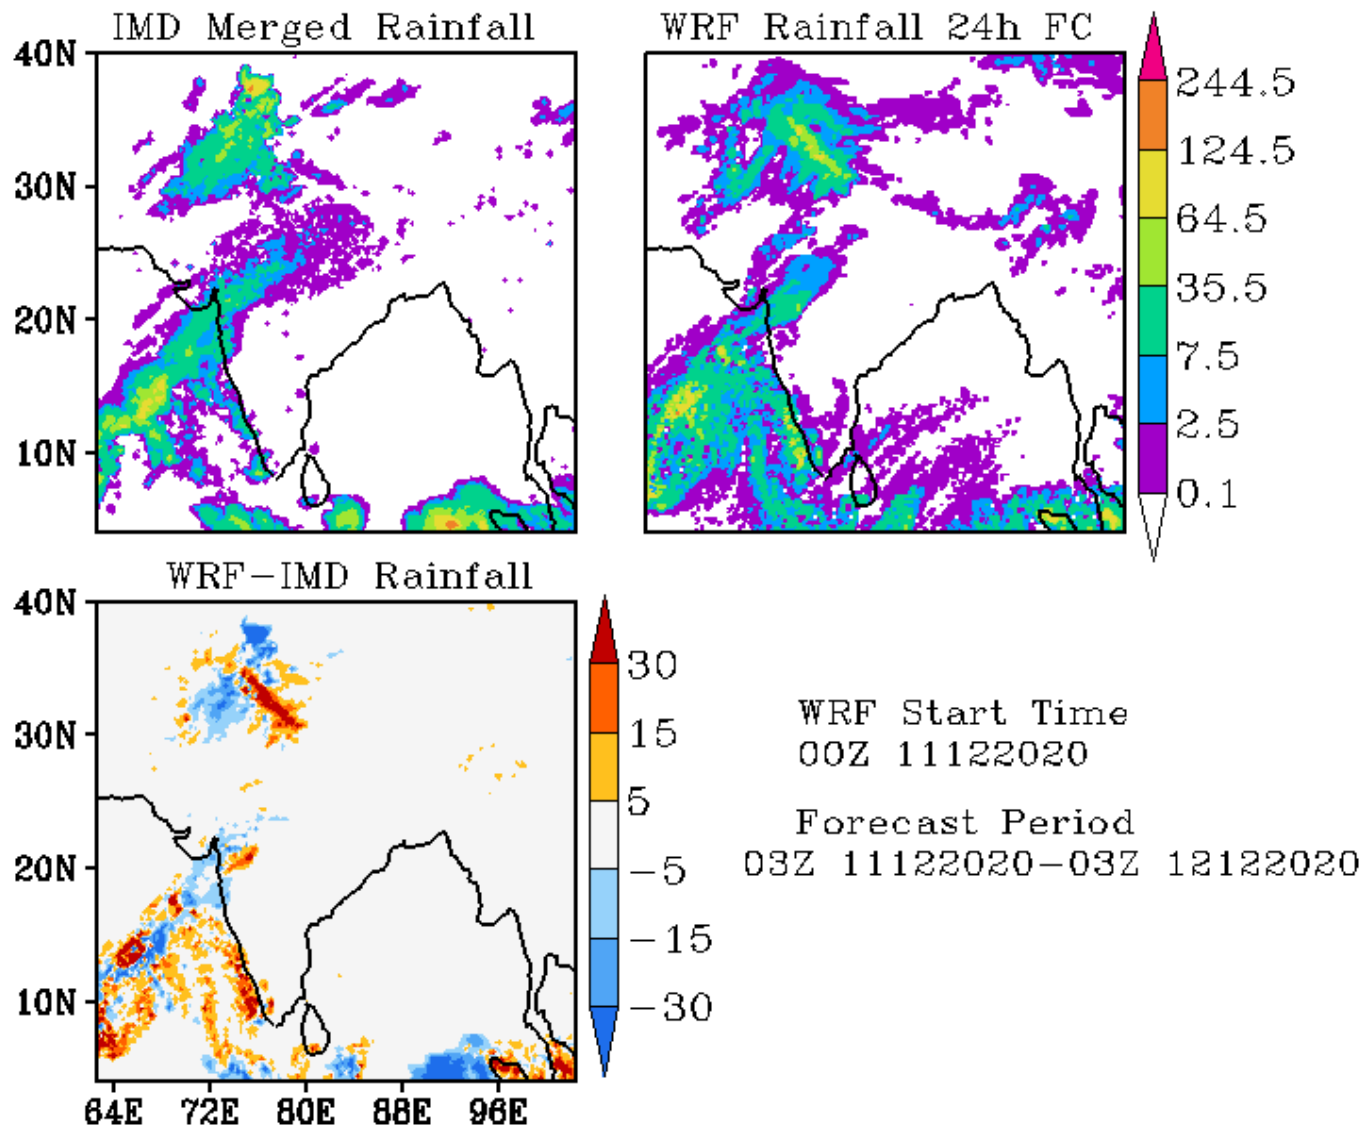 IMD Merged Rainfall
WRF Rainfall 24h FC
40N
30N
20N
10N
244.5
124.5
64.5
35.5
7.5
2.5
0.1
WRF-IMD Rainfall
40N
30N
20N
10N
64E 72E 80E 88E 96E
30
15
5
-5
-15
-30
WRF Start Time
00Z 11122020
Forecast Period
03Z 11122020-03Z 12122020